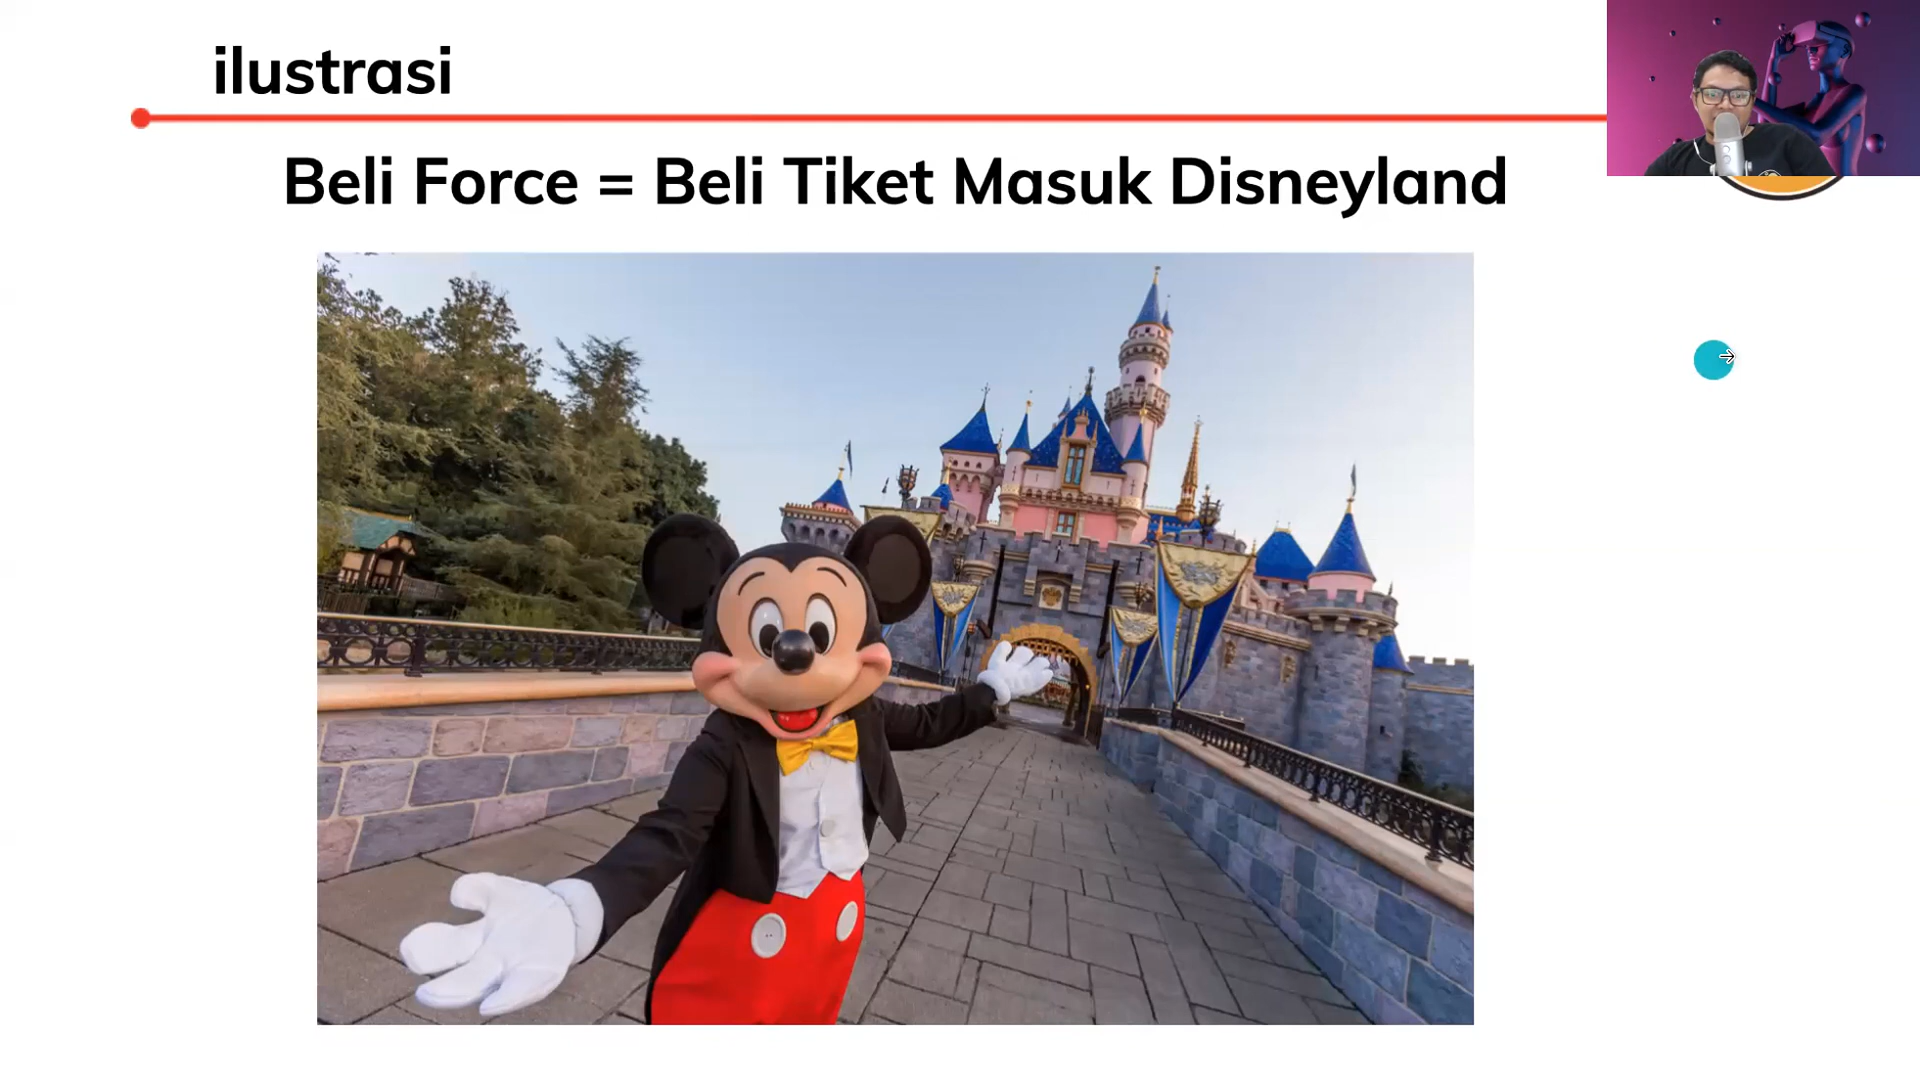 ilustrasi
Beli Force = Beli Tiket Masuk Disneyland